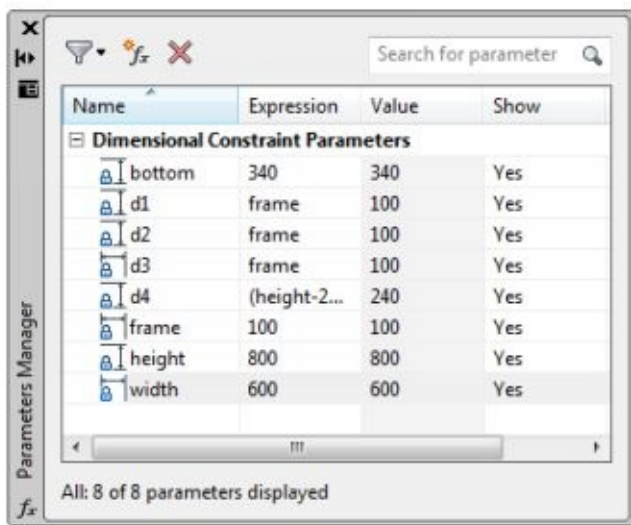 Search for parameter
Name Expression Value Show
Dimensional Constraint Parameters
bottom 340 340 Yes
d1 frame 100 Yes
d2 frame 100 Yes
d3 frame 100 Yes
d4 (height-2... 240 Yes
frame 100 100 Yes
height 800 800 Yes
width 600 600 Yes
All: 8 of 8 parameters displayed
Parameters Manager
fx